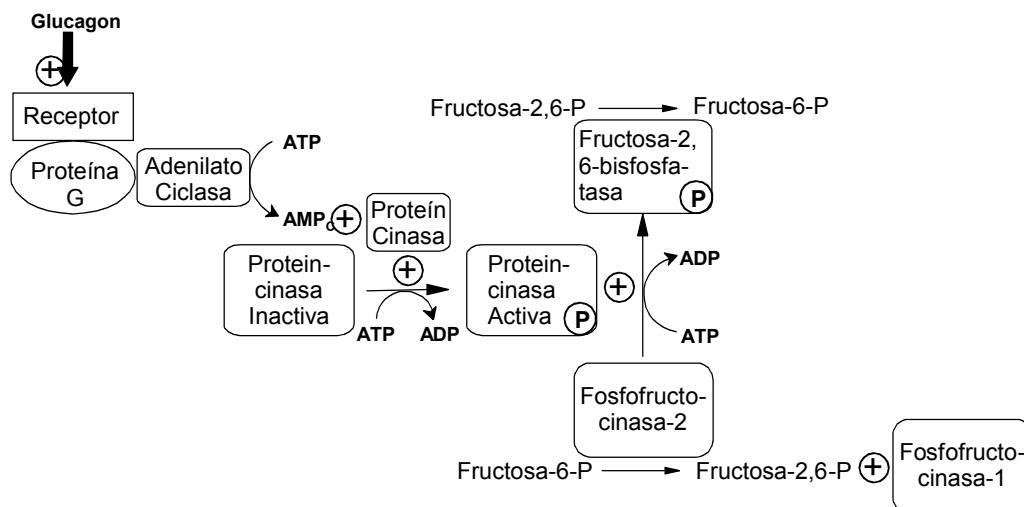 Glucagon
+
Receptor
Proteína
G
Adenilato
Ciclasa
ATP
AMPc
+
Proteín
Cinasa
+
Protein-
cinasa
Inactiva
ATP
ADP
Protein-
cinasa
Activa
P
+
Fructosa-2,6-P
Fructosa-6-P
Fructosa-2,
6-bisfosfa-
tasa
P
ADP
ATP
Fosfofructo-
cinasa-2
Fructosa-6-P
Fructosa-2,6-P
+
Fosfofructo-
cinasa-1